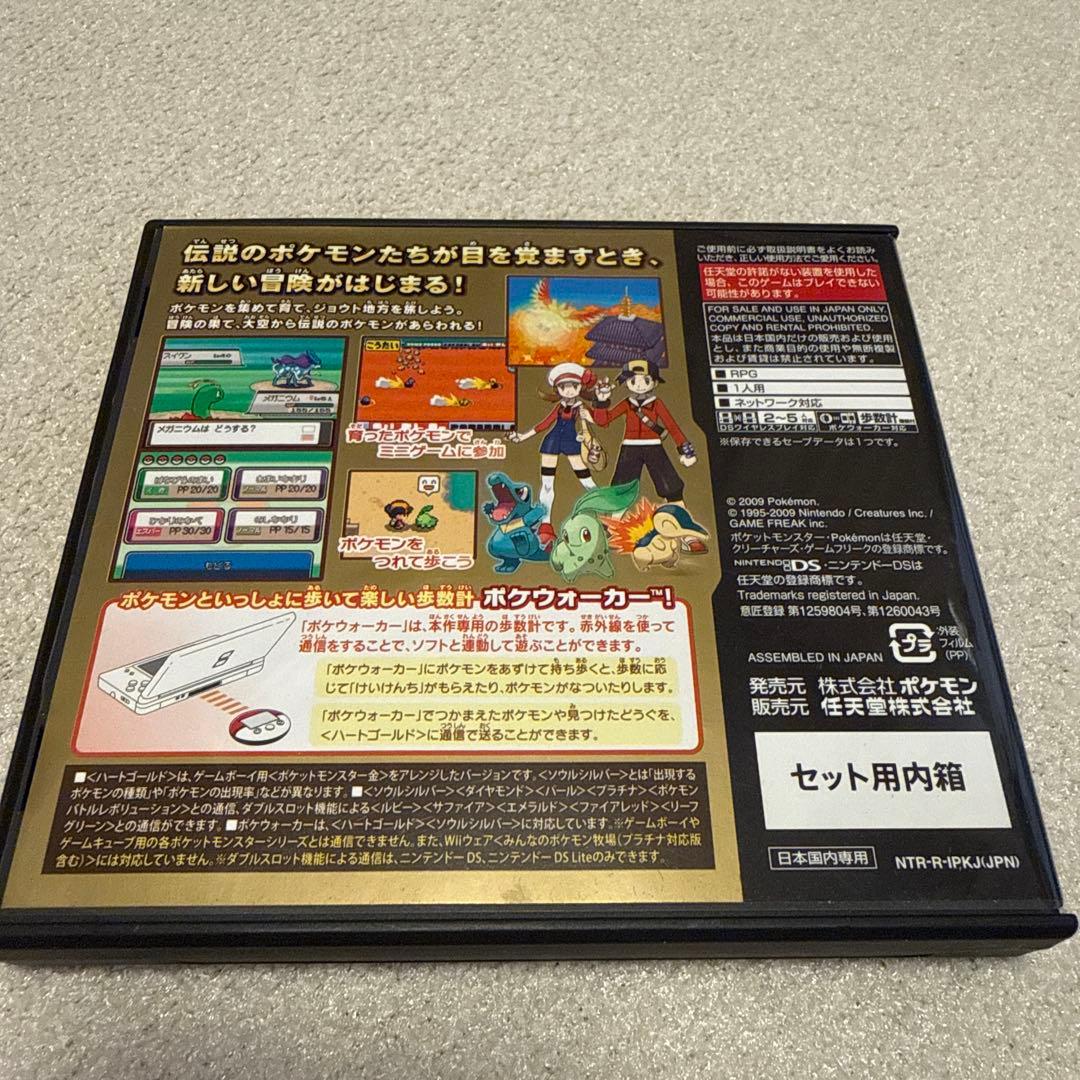 伝説のポケモンたちが目を覚ますとき、
新しい冒険がはじまる！
ポケモンを集めて育て、ジョウト地方を旅しよう。
冒険の果て、大空から伝説のポケモンがあらわれる！
スイクン
メガニウム
155/155
メガニウムは どうする？
PP 20/20
PP 20/20
エスパー PP 30/30
PP 15/15
もどる
こうたい
育ったポケモンで
ミニゲームに参加
ポケモンを
つれて歩こう
ポケモンといっしょに歩いて楽しい歩数計 ポケウォーカー™！
「ポケウォーカー」は、本作専用の歩数計です。赤外線を使って
通信をすることで、ソフトと連動して遊ぶことができます。
「ポケウォーカー」にポケモンをあずけて持ち歩くと、歩数に応
じて「けいけんち」がもらえたり、ポケモンがなついたりします。
「ポケウォーカー」でつかまえたポケモンや見つけたどうぐを、
＜ハートゴールド＞に通信で送ることができます。
■＜ハートゴールド＞は、ゲームボーイ用＜ポケットモンスター金＞をアレンジしたバージョンです。＜ソウルシルバー＞とは「出現する
ポケモンの種類」や「ポケモンの出現率」などが異なります。■＜ソウルシルバー＞＜ダイヤモンド＞＜パール＞＜プラチナ＞＜ポケモン
バトルレボリューション＞との通信、ダブルスロット機能による＜ルビー＞＜サファイア＞＜エメラルド＞＜ファイアレッド＞＜リーフ
グリーン＞との通信ができます。■ポケウォーカーは、＜ハートゴールド＞＜ソウルシルバー＞に対応しています。※ゲームボーイや
ゲームキューブ用の各ポケットモンスターシリーズとは通信できません。また、Wiiウェア＜みんなのポケモン牧場（プラチナ対応版
含む）＞には対応していません。※ダブルスロット機能による通信は、ニンテンドーDS、ニンテンドーDS Liteのみできます。
ご使用前に必ず取扱説明書をよくお読み
いただき、正しい使用方法でご愛用ください。
任天堂の許諾がない装置を使用した
場合、このゲームはプレイできない
可能性があります。
FOR SALE AND USE IN JAPAN ONLY.
COMMERCIAL USE, UNAUTHORIZED
COPY AND RENTAL PROHIBITED.
本品は日本国内だけの販売および使用
とし、また商業目的の使用や無断複製
および賃貸は禁止されています。
■ RPG
■ 1人用
■ ネットワーク対応
2〜5人 対応
DSワイヤレスプレイ対応
歩数計
ポケウォーカー対応
※保存できるセーブデータは1つです。
© 2009 Pokémon.
© 1995-2009 Nintendo / Creatures Inc. /
GAME FREAK inc.
ポケットモンスター・Pokémonは任天堂・
クリーチャーズ・ゲームフリークの登録商標です。
NINTENDO DS・ニンテンドーDSは
任天堂の登録商標です。
Trademarks registered in Japan.
意匠登録 第1259804号、第1260043号
ASSEMBLED IN JAPAN
プラ
:外装
フィルム
(PP)
発売元 株式会社ポケモン
販売元 任天堂株式会社
セット用内箱
日本国内専用
NTR-R-IPKJ(JPN)